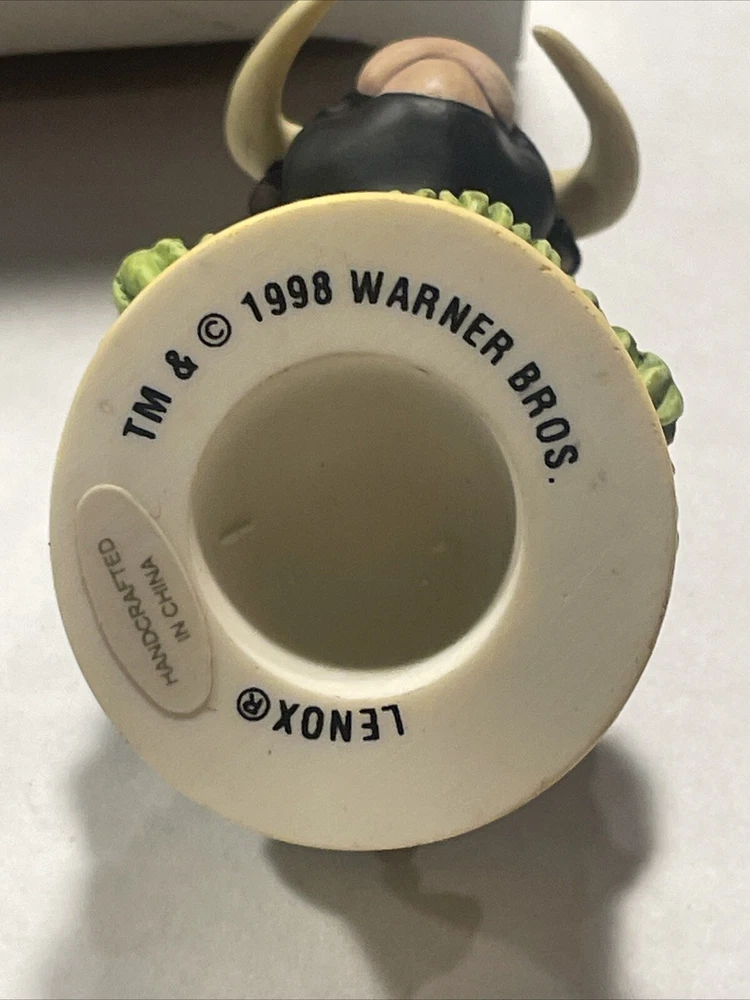 TM & © 1998 WARNER BROS.
HANDCRAFTED
IN CHINA
LENOX®